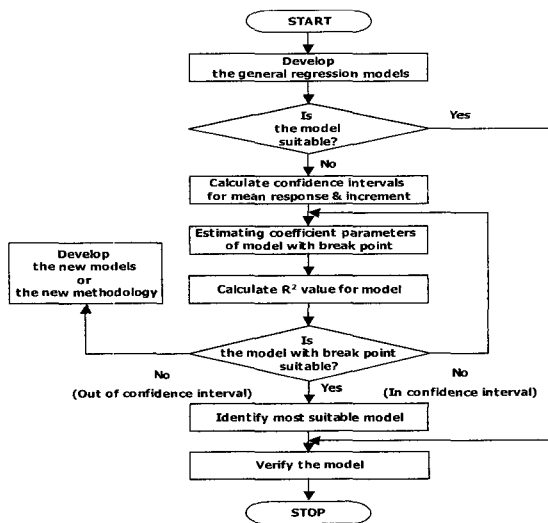 START
Develop
the general regression models
Is
the model
suitable?
Yes
No
Calculate confidence intervals
for mean response & increment
Estimating coefficient parameters
of model with break point
Develop
the new models
or
the new methodology
Calculate R² value for model
Is
the model with break point
suitable?
No
(Out of confidence interval)
Yes
No
(In confidence interval)
Identify most suitable model
Verify the model
STOP